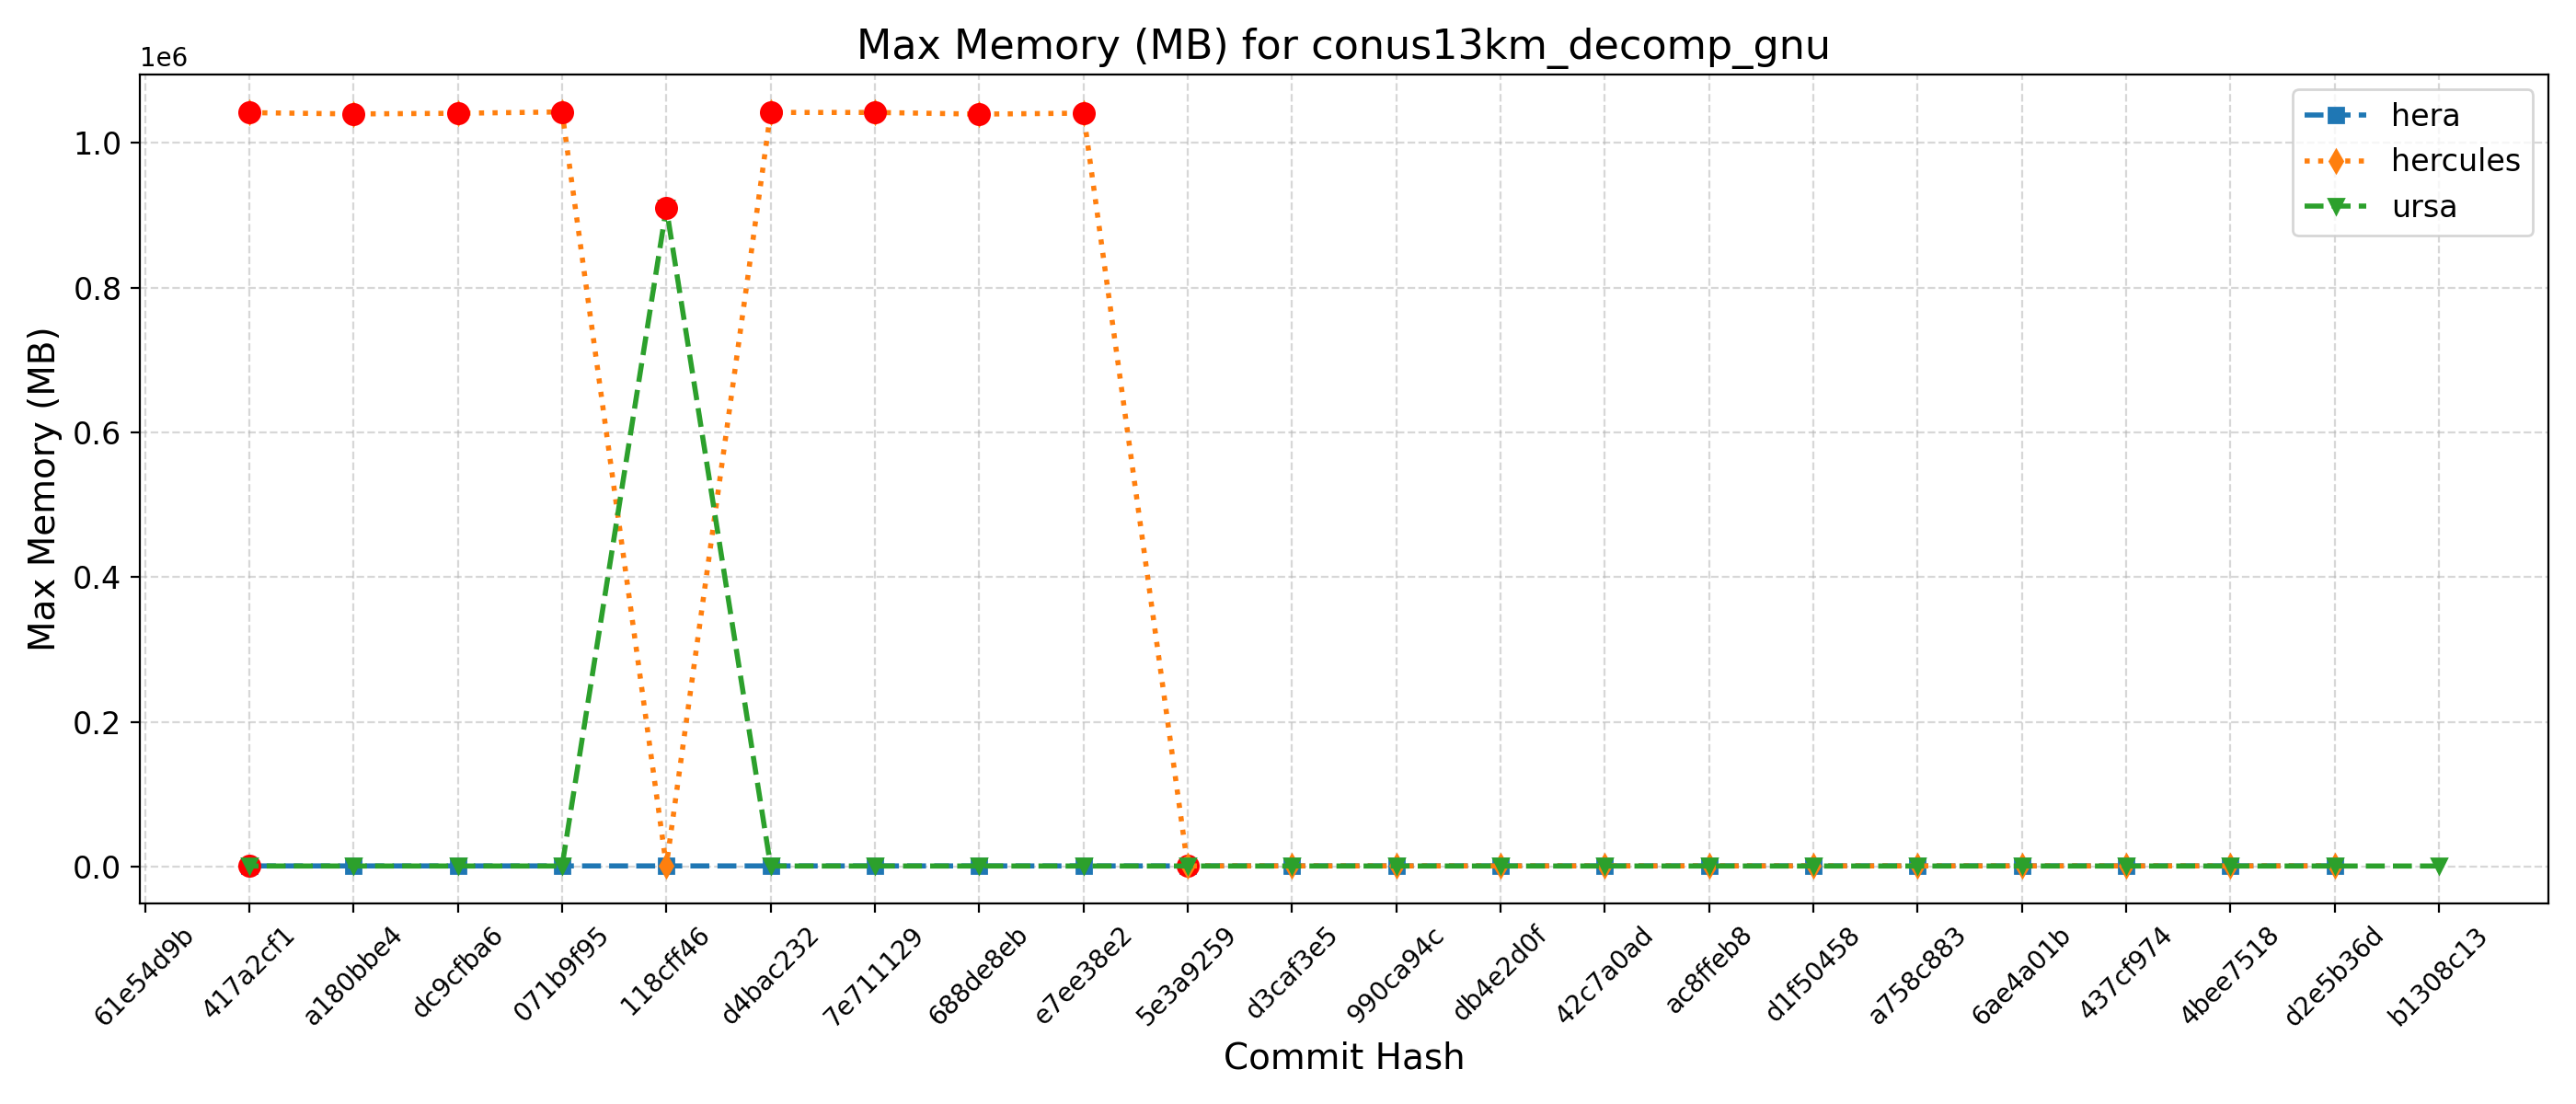 Max Memory (MB) for conus13km_decomp_gnu
1e6
1.0
0.8
0.6
0.4
0.2
0.0
Max Memory (MB)
hera
hercules
ursa
61e54d9b
417a2cf1
a180bbe4
dc9cfba6
071b9f95
118cff46
d4bac232
7e711129
688de8eb
e7ee38e2
5e3a9259
d3caf3e5
990ca94c
db4e2d0f
42c7a0ad
ac8ffeb8
d1f50458
a758c883
6ae4a01b
437cf974
4bee7518
d2e5b36d
b1308c13
Commit Hash